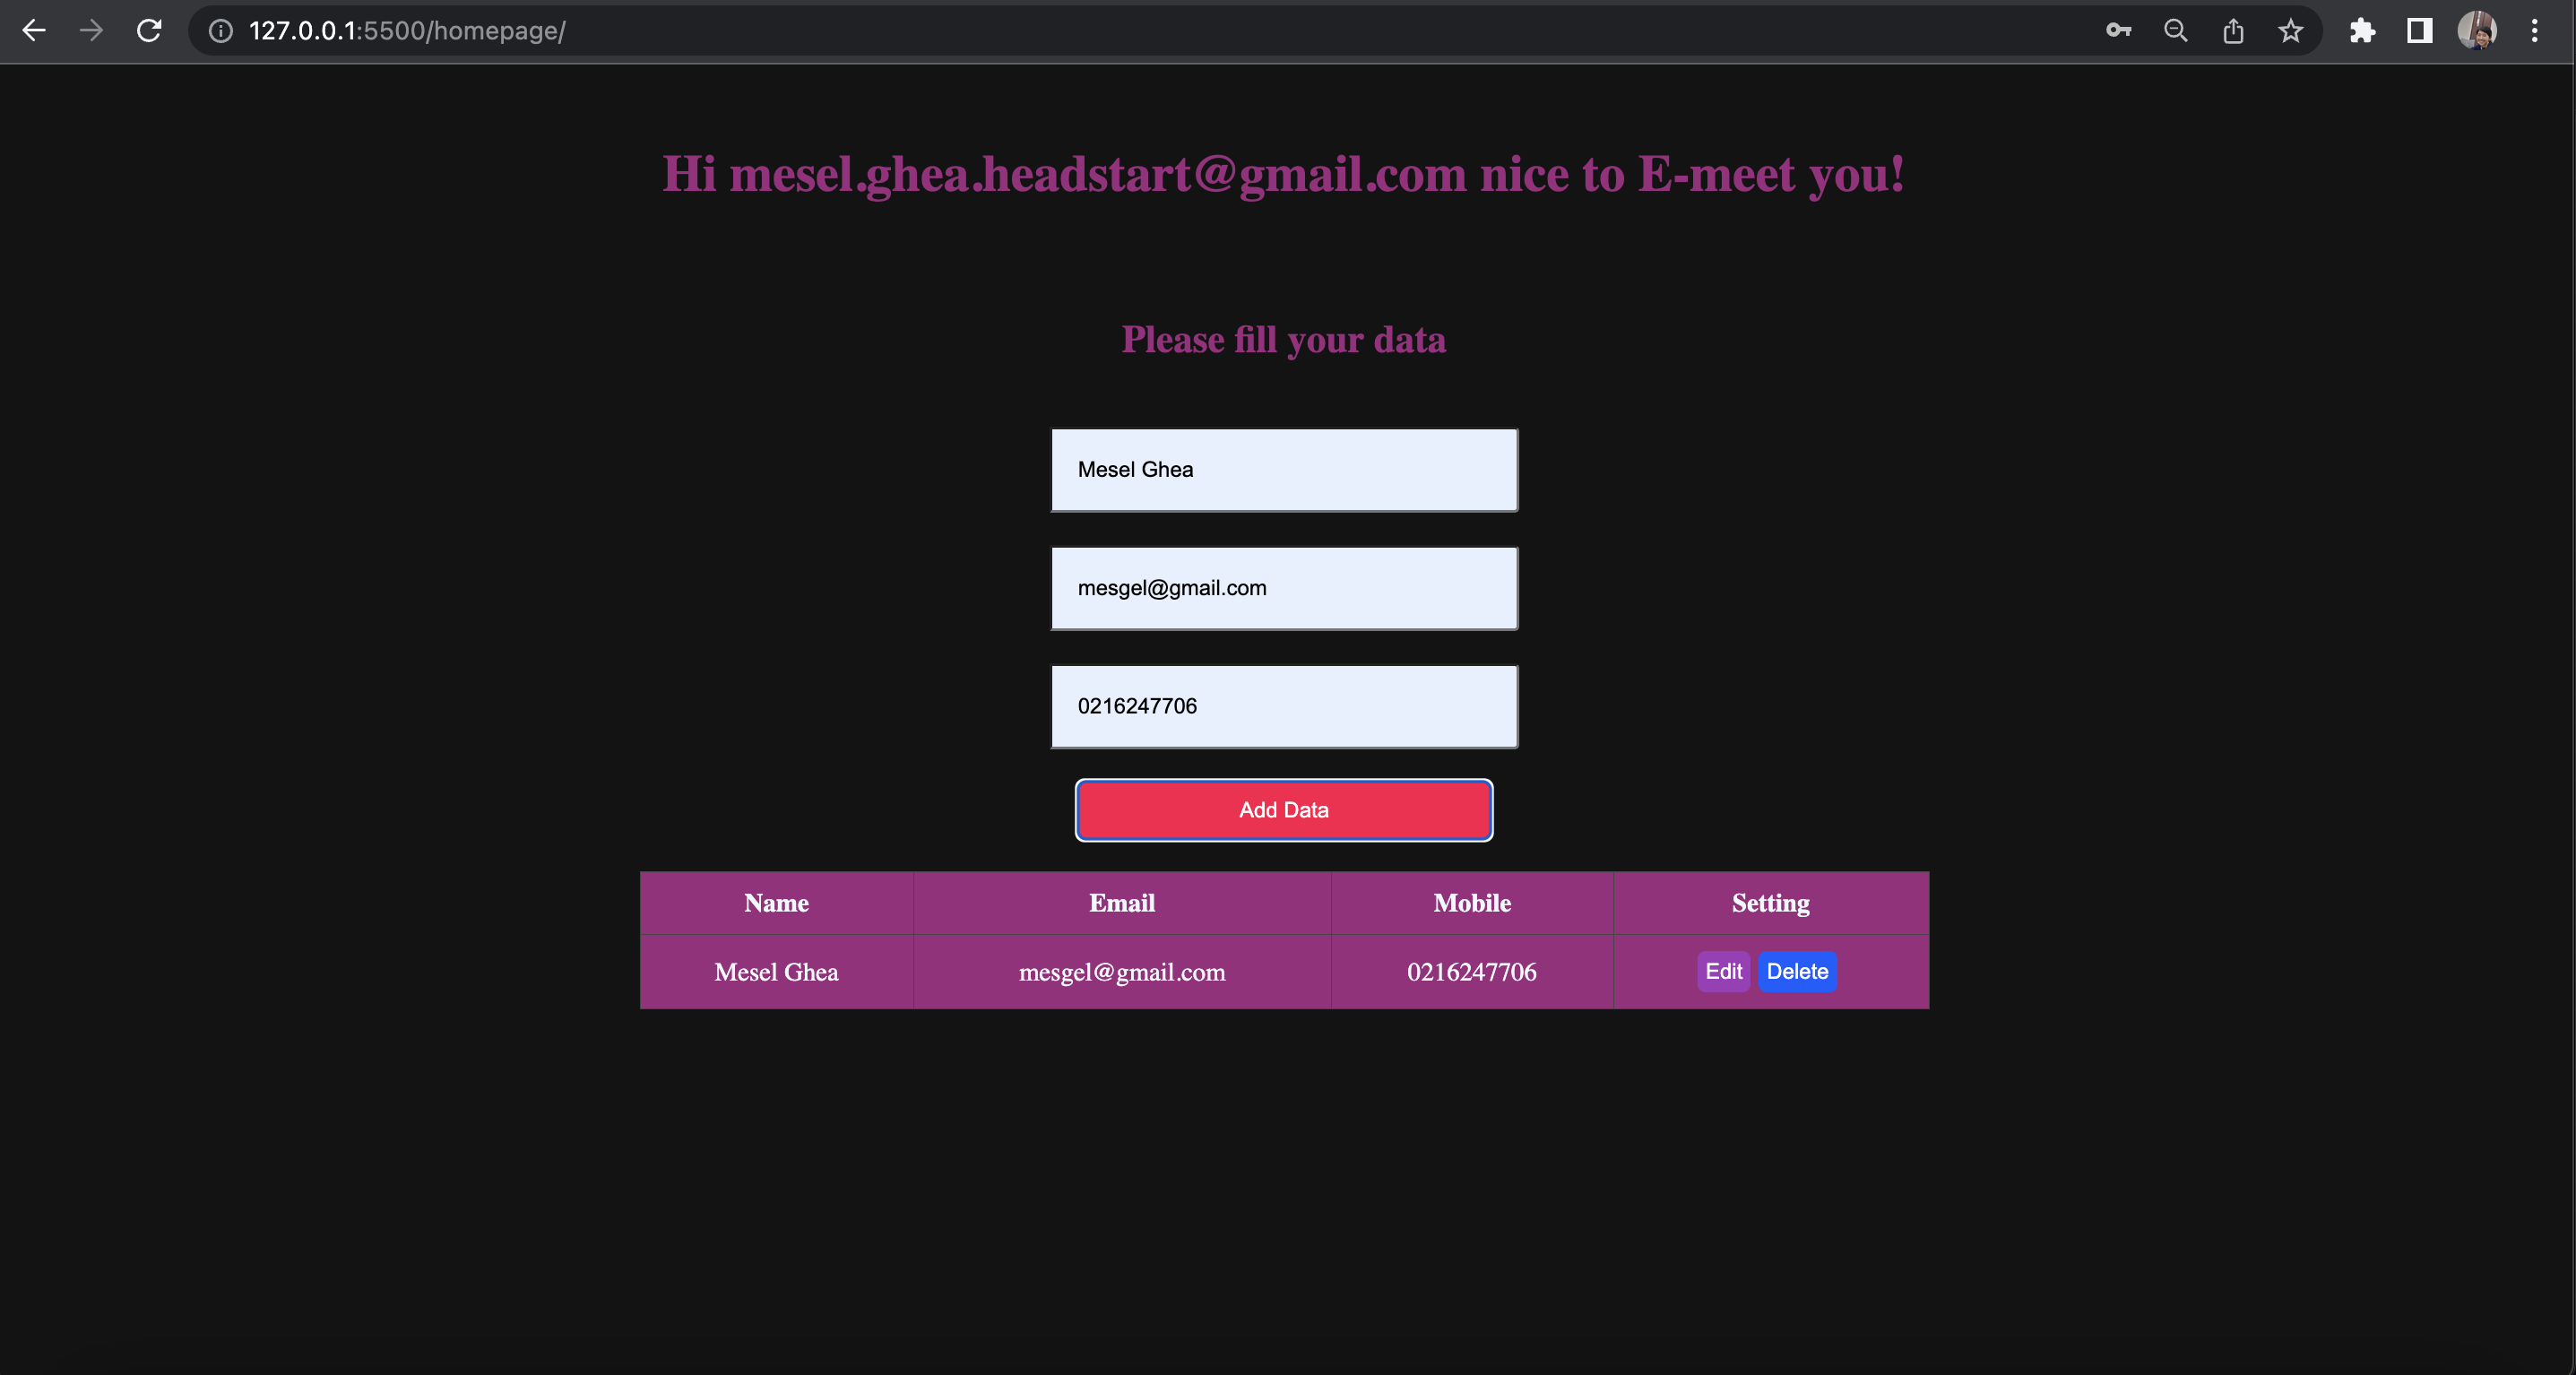 127.0.0.1:5500/homepage/
Hi mesel.ghea.headstart@gmail.com nice to E-meet you!
Please fill your data
Mesel Ghea
mesgel@gmail.com
0216247706
Add Data
Name Email Mobile Setting
Mesel Ghea mesgel@gmail.com 0216247706 Edit Delete